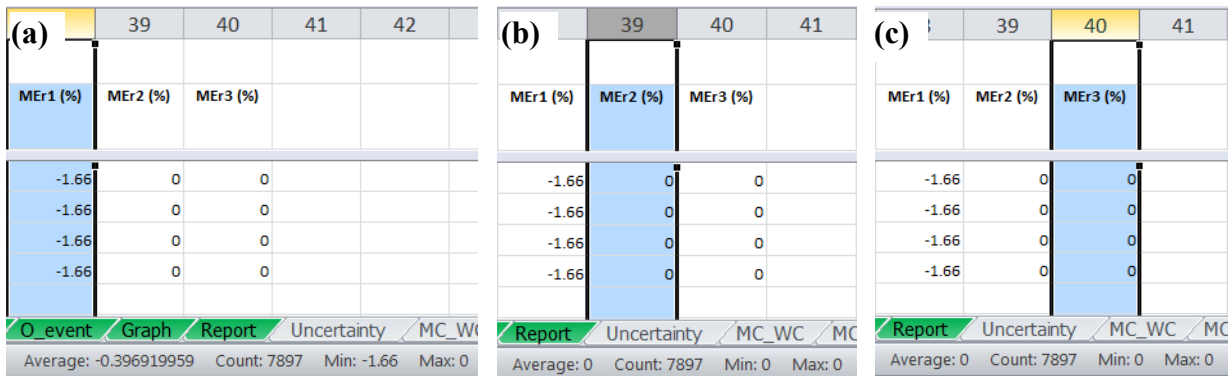 (a) 39 40 41 42
MEr1 (%) MEr2 (%) MEr3 (%)
-1.66 0 0
-1.66 0 0
-1.66 0 0
-1.66 0 0
O_event Graph Report Uncertainty MC_WC
Average: -0.396919959 Count: 7897 Min: -1.66 Max: 0
(b) 39 40 41
MEr1 (%) MEr2 (%) MEr3 (%)
-1.66 0 0
-1.66 0 0
-1.66 0 0
-1.66 0 0
Report Uncertainty MC_WC MC
Average: 0 Count: 7897 Min: 0 Max: 0
(c) 39 40 41
MEr1 (%) MEr2 (%) MEr3 (%)
-1.66 0 0
-1.66 0 0
-1.66 0 0
-1.66 0 0
Report Uncertainty MC_WC MC
Average: 0 Count: 7897 Min: 0 Max: 0